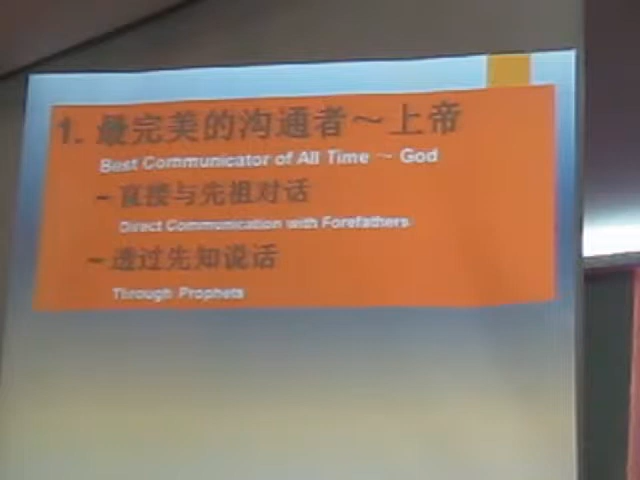 1. 最完美的沟通者～上帝
Best Communicator of All Time ~ God
- 直接与先祖对话
Direct Communication with Forefathers
- 透过先知说话
Through Prophets